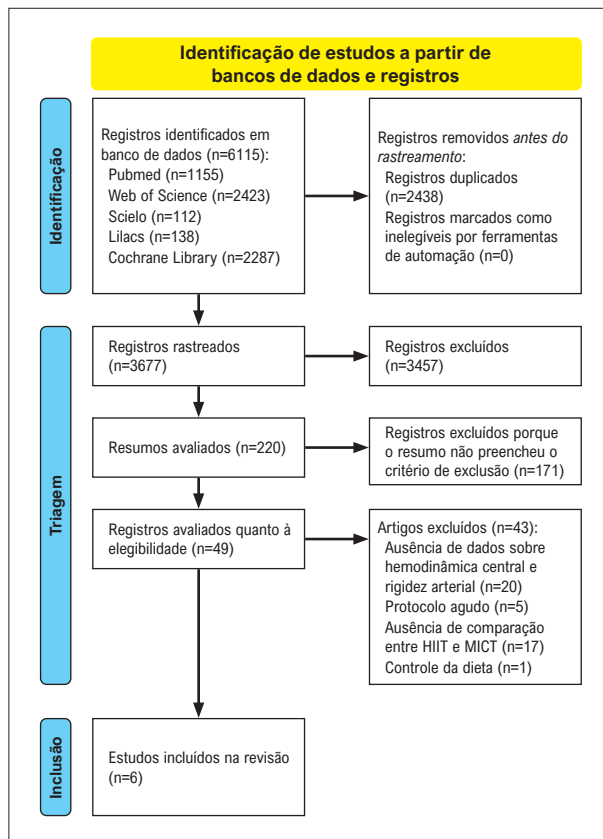 Identificação de estudos a partir de
bancos de dados e registros
Identificação
Registros identificados em
banco de dados (n=6115):
Pubmed (n=1155)
Web of Science (n=2423)
Scielo (n=112)
Lilacs (n=138)
Cochrane Library (n=2287)
Registros removidos antes do
rastreamento:
Registros duplicados
(n=2438)
Registros marcados como
inelegíveis por ferramentas
de automação (n=0)
Triagem
Registros rastreados
(n=3677)
Registros excluídos
(n=3457)
Resumos avaliados (n=220)
Registros excluídos porque
o resumo não preencheu o
critério de exclusão (n=171)
Registros avaliados quanto à
elegibilidade (n=49)
Artigos excluídos (n=43):
Ausência de dados sobre
hemodinâmica central e
rigidez arterial
(n=20)
Protocolo agudo (n=5)
Ausência de comparação
entre HIIT e MICT (n=17)
Controle da dieta (n=1)
Inclusão
Estudos incluídos na revisão
(n=6)